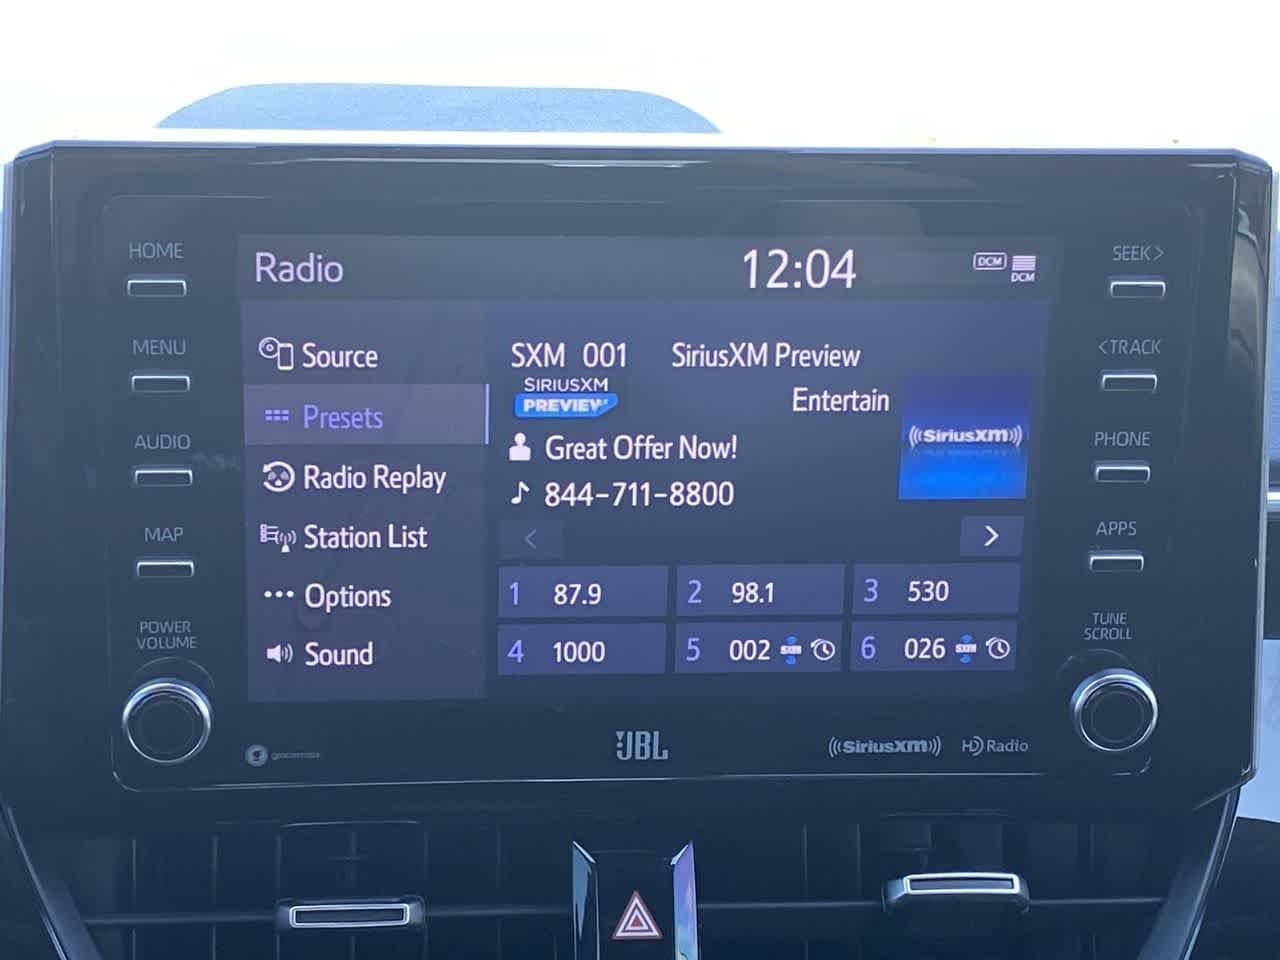 HOME
MENU
AUDIO
MAP
POWER
VOLUME
Radio
12:04
DCM
DCM
Source
Presets
Radio Replay
Station List
Options
Sound
SXM 001 SiriusXM Preview
SIRIUSXM
PREVIEW
Entertain
Great Offer Now!
844-711-8800
((SiriusXM))
<
>
1 87.9
2 98.1
3 530
4 1000
5 002 SXM
6 026 SXM
gracenote
JBL
((SiriusXM))
HD Radio
SEEK >
< TRACK
PHONE
APPS
TUNE
SCROLL